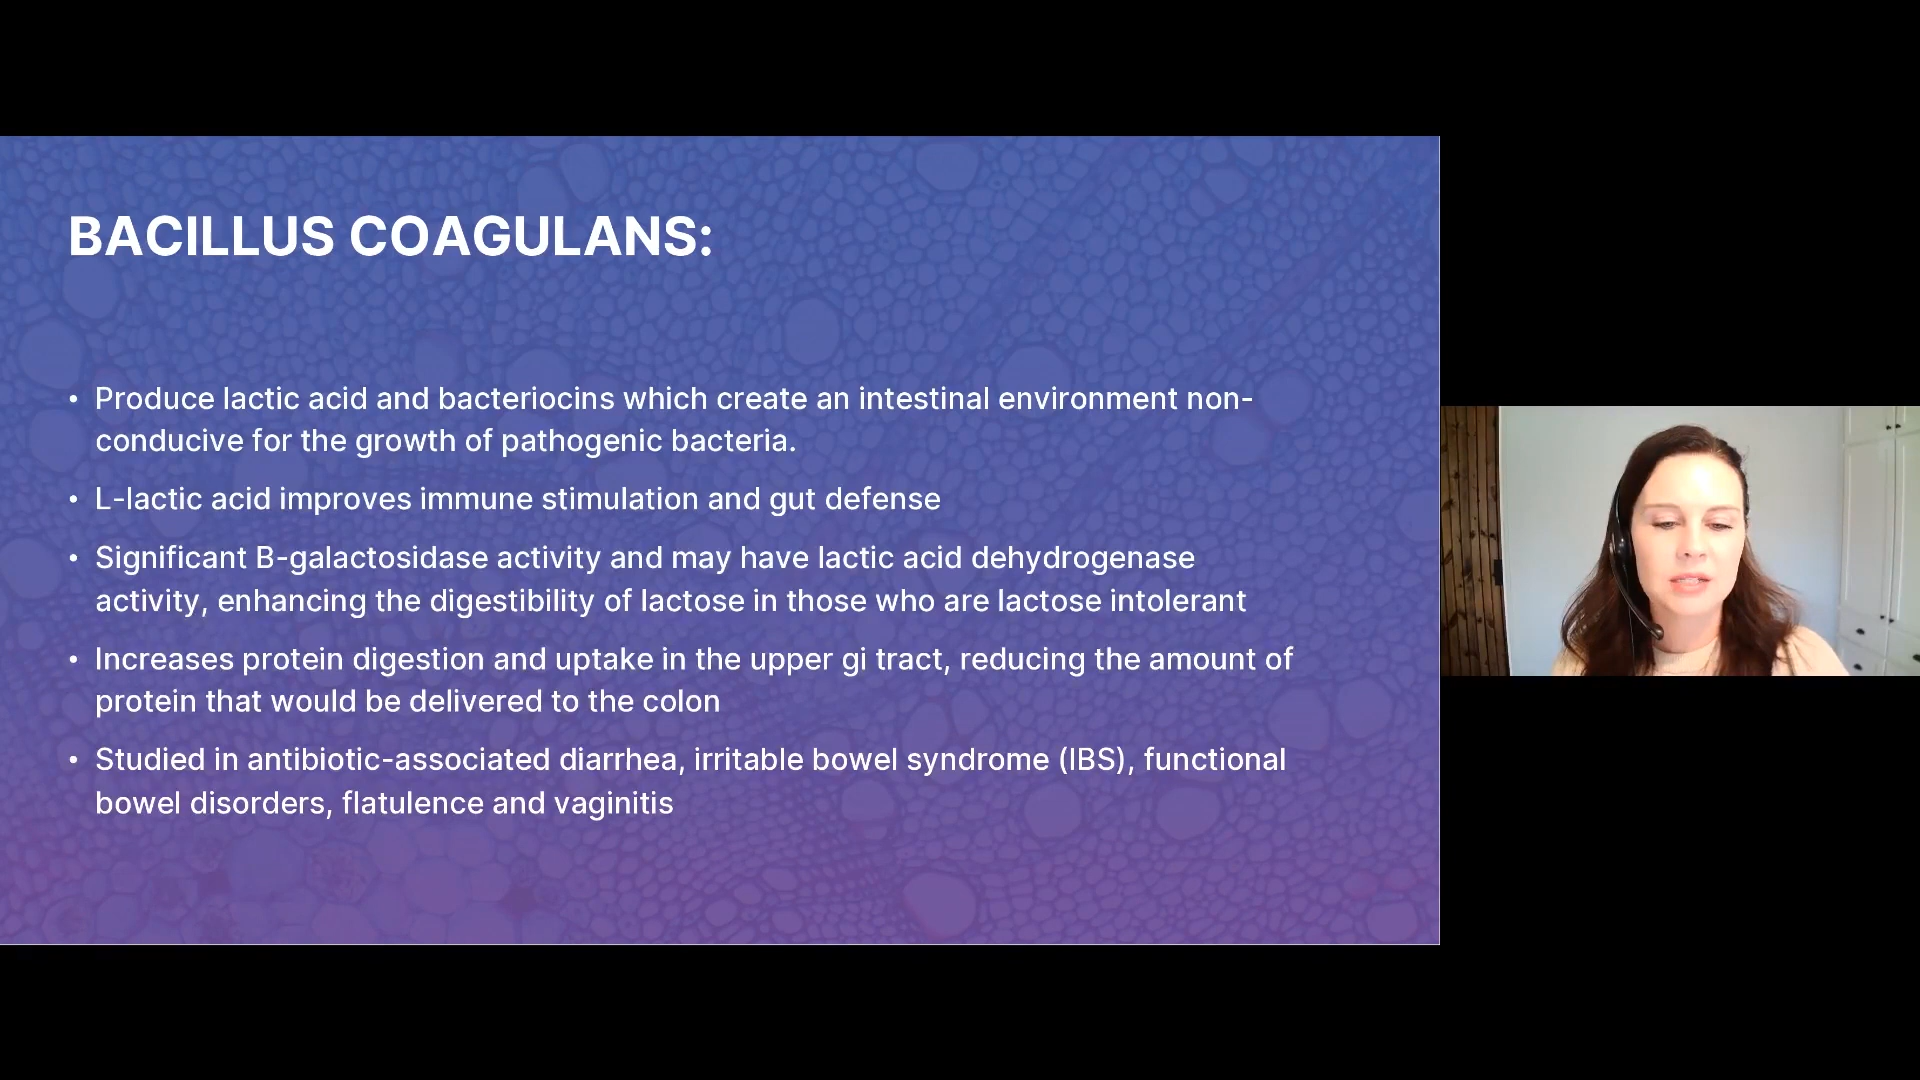 BACILLUS COAGULANS:
• Produce lactic acid and bacteriocins which create an intestinal environment non-
conducive for the growth of pathogenic bacteria.
• L-lactic acid improves immune stimulation and gut defense
• Significant B-galactosidase activity and may have lactic acid dehydrogenase
activity, enhancing the digestibility of lactose in those who are lactose intolerant
• Increases protein digestion and uptake in the upper gi tract, reducing the amount of
protein that would be delivered to the colon
• Studied in antibiotic-associated diarrhea, irritable bowel syndrome (IBS), functional
bowel disorders, flatulence and vaginitis